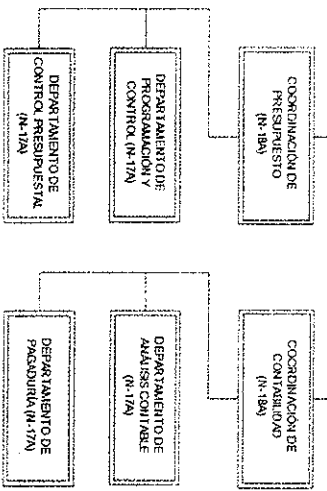 COORDINACIÓN DE
PRESUPUESTO
(N-18A)
DEPARTAMENTO DE
PROGRAMACIÓN Y
CONTROL (N-17A)
DEPARTAMENTO DE
CONTROL PRESUPUESTAL
(N-17A)
COORDINACIÓN DE
CONTABILIDAD
(N-18A)
DEPARTAMENTO DE
ANÁLISIS CONTABLE
(N-17A)
DEPARTAMENTO DE
PAGADURÍA (N-17A)